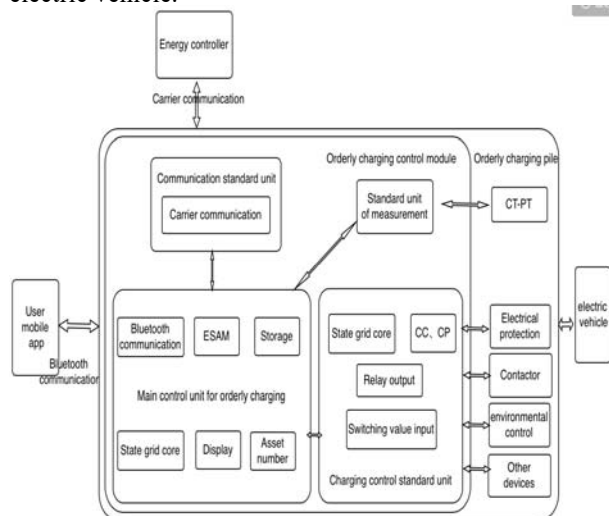 electric vehicle.
Energy controller
Carrier communication
Orderly charging control module
Orderly charging pile
Communication standard unit
Carrier communication
Standard unit
of measurement
CT-PT
User
mobile
app
Bluetooth
communication
Bluetooth
communication
ESAM
Storage
Main control unit for orderly charging
State grid core
Display
Asset
number
State grid core
CC、CP
Relay output
Switching value input
Charging control standard unit
Electrical
protection
Contactor
environmental
control
Other
devices
electric
vehicle